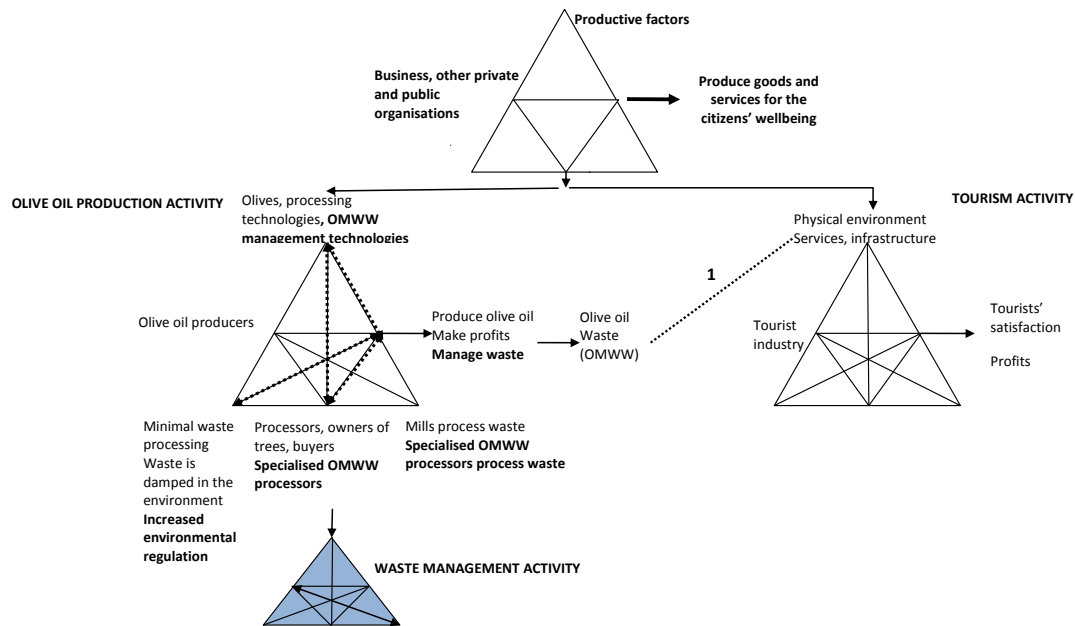 Productive factors
Business, other private
and public
organisations
Produce goods and
services for the
citizens' wellbeing
OLIVE OIL PRODUCTION ACTIVITY
Olives, processing
technologies, OMWW
management technologies
TOURISM ACTIVITY
Physical environment
Services, infrastructure
1
Olive oil producers
Produce olive oil
Make profits
Manage waste
Olive oil
Waste
(OMWW)
Tourist
industry
Tourists'
satisfaction
Profits
Minimal waste
processing
Waste is
damped in the
environment
Increased
environmental
regulation
Processors, owners of
trees, buyers
Specialised OMWW
processors
Mills process waste
Specialised OMWW
processors process waste
WASTE MANAGEMENT ACTIVITY